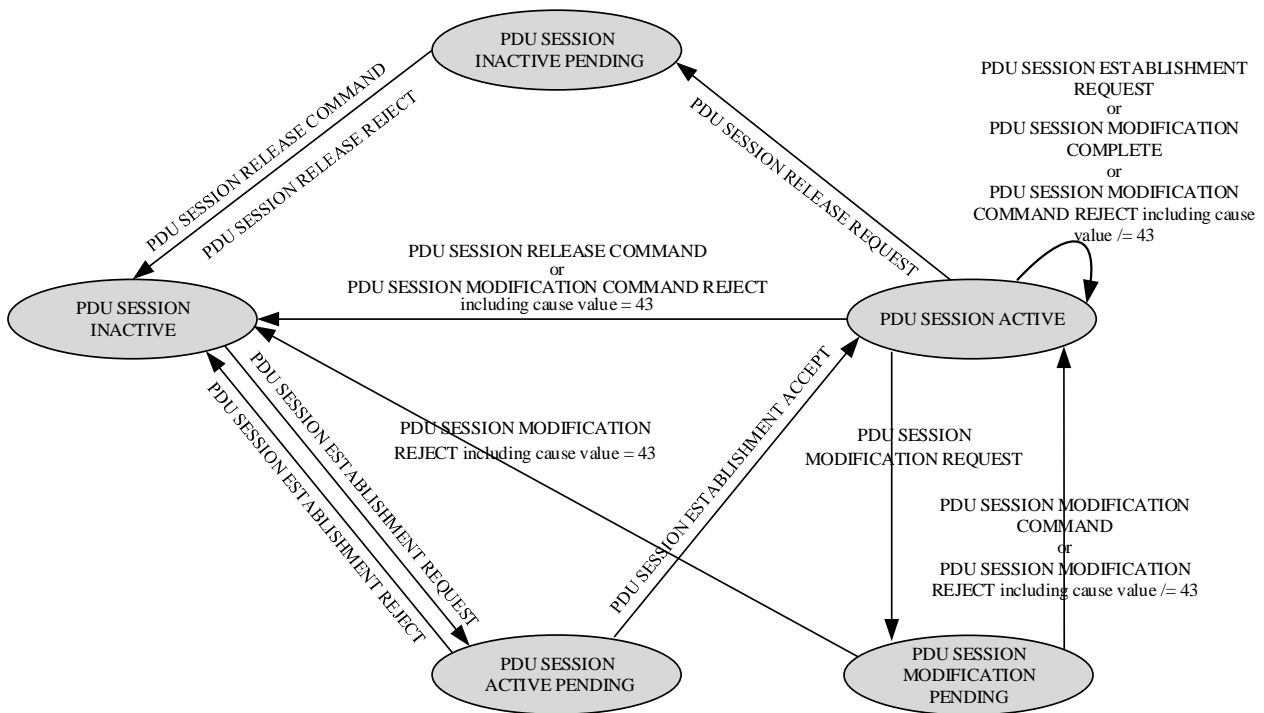 PDU SESSION
INACTIVE PENDING
PDU SESSION ESTABLISHMENT
REQUEST
or
PDU SESSION MODIFICATION
COMPLETE
or
PDU SESSION MODIFICATION
COMMAND REJECT including cause
value /= 43
PDU SESSION RELEASE COMMAND
PDU SESSION RELEASE REJECT
PDU SESSION RELEASE REQUEST
PDU SESSION RELEASE COMMAND
or
PDU SESSION MODIFICATION COMMAND REJECT
including cause value = 43
PDU SESSION
INACTIVE
PDU SESSION ACTIVE
PDU SESSION ESTABLISHMENT REQUEST
PDU SESSION ESTABLISHMENT REJECT
PDU SESSION MODIFICATION
REJECT including cause value = 43
PDU SESSION ESTABLISHMENT ACCEPT
PDU SESSION
MODIFICATION REQUEST
PDU SESSION MODIFICATION
COMMAND
or
PDU SESSION MODIFICATION
REJECT including cause value /= 43
PDU SESSION
ACTIVE PENDING
PDU SESSION
MODIFICATION
PENDING